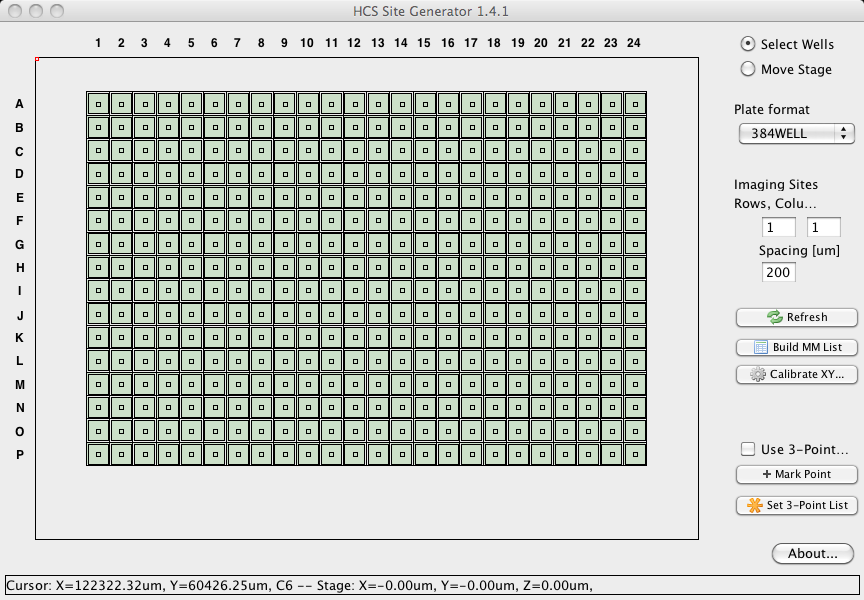 HCS Site Generator 1.4.1
1 2 3 4 5 6 7 8 9 10 11 12 13 14 15 16 17 18 19 20 21 22 23 24
A
B
C
D
E
F
G
H
I
J
K
L
M
N
O
P
Select Wells
Move Stage
Plate format
384WELL
Imaging Sites
Rows, Colu...
1 1
Spacing [um]
200
Refresh
Build MM List
Calibrate XY...
Use 3-Point...
Mark Point
Set 3-Point List
About...
Cursor: X=122322.32um, Y=60426.25um, C6 -- Stage: X=-0.00um, Y=-0.00um, Z=0.00um,